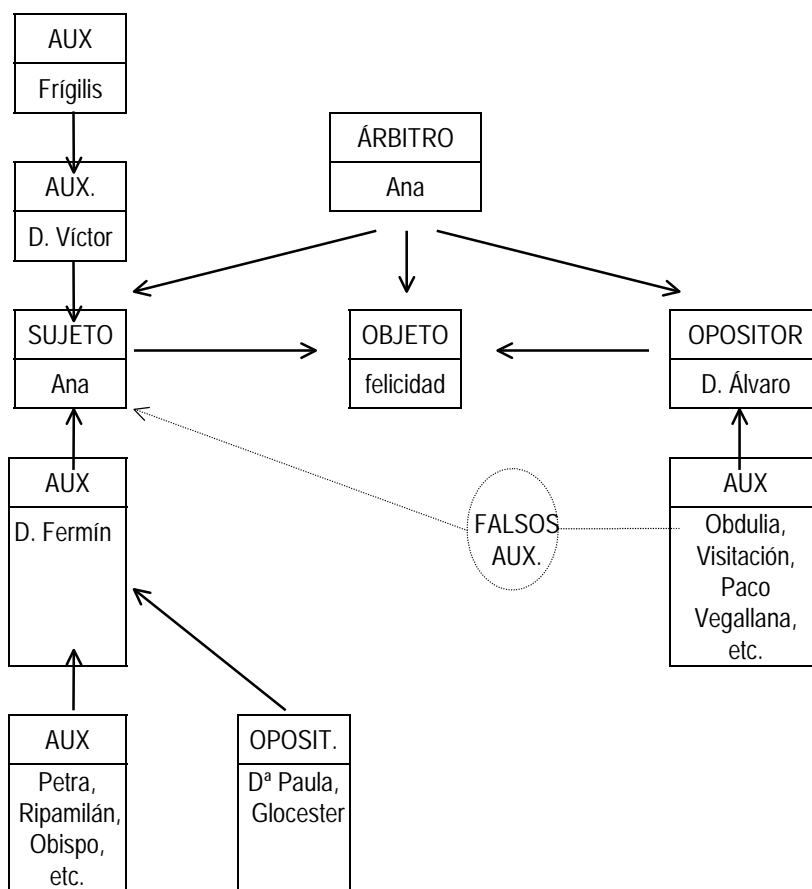 AUX
Frígilis
ÁRBITRO
Ana
AUX.
D. Víctor
SUJETO
Ana
OBJETO
felicidad
OPOSITOR
D. Álvaro
AUX
D. Fermín
FALSOS
AUX.
AUX
Obdulia,
Visitación,
Paco
Vegallana,
etc.
AUX
Petra,
Ripamilán,
Obispo,
etc.
OPOSIT.
Dª Paula,
Glocester